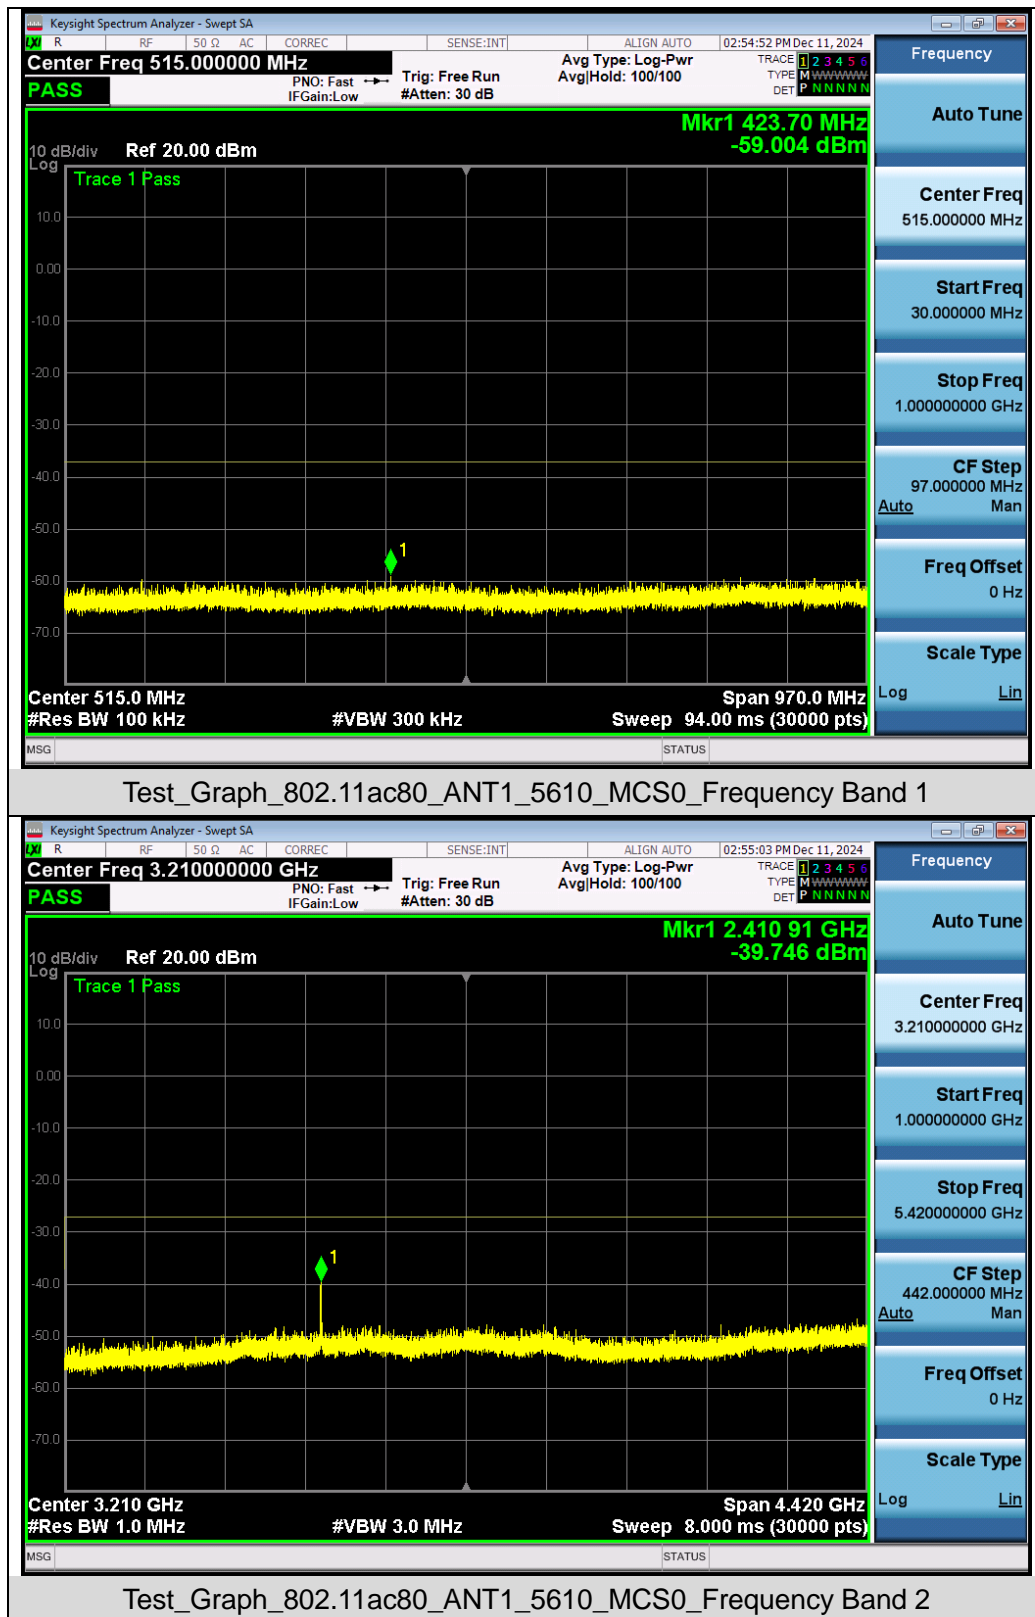 Keysight Spectrum Analyzer - Swept SA
LXI R RF 50 Ω AC CORREC SENSE:INT ALIGN AUTO 02:54:52 PM Dec 11, 2024
Center Freq 515.000000 MHz
PASS
PNO: Fast
IFGain:Low
Trig: Free Run
#Atten: 30 dB
Avg Type: Log-Pwr
Avg|Hold: 100/100
TRACE 1 2 3 4 5 6
TYPE M W W W W W
DET P N N N N N
Mkr1 423.70 MHz
-59.004 dBm
10 dB/div Ref 20.00 dBm
Log
Trace 1 Pass
10.0
0.00
-10.0
-20.0
-30.0
-40.0
-50.0
-60.0
-70.0
1
Center 515.0 MHz Span 970.0 MHz
#Res BW 100 kHz #VBW 300 kHz Sweep 94.00 ms (30000 pts)
MSG STATUS
Frequency
Auto Tune
Center Freq
515.000000 MHz
Start Freq
30.000000 MHz
Stop Freq
1.000000000 GHz
CF Step
97.000000 MHz
Auto Man
Freq Offset
0 Hz
Scale Type
Log Lin
Test_Graph_802.11ac80_ANT1_5610_MCS0_Frequency Band 1
Keysight Spectrum Analyzer - Swept SA
LXI R RF 50 Ω AC CORREC SENSE:INT ALIGN AUTO 02:55:03 PM Dec 11, 2024
Center Freq 3.210000000 GHz
PASS
PNO: Fast
IFGain:Low
Trig: Free Run
#Atten: 30 dB
Avg Type: Log-Pwr
Avg|Hold: 100/100
TRACE 1 2 3 4 5 6
TYPE M W W W W W
DET P N N N N N
Mkr1 2.410 91 GHz
-39.746 dBm
10 dB/div Ref 20.00 dBm
Log
Trace 1 Pass
10.0
0.00
-10.0
-20.0
-30.0
-40.0
-50.0
-60.0
-70.0
1
Center 3.210 GHz Span 4.420 GHz
#Res BW 1.0 MHz #VBW 3.0 MHz Sweep 8.000 ms (30000 pts)
MSG STATUS
Frequency
Auto Tune
Center Freq
3.210000000 GHz
Start Freq
1.000000000 GHz
Stop Freq
5.420000000 GHz
CF Step
442.000000 MHz
Auto Man
Freq Offset
0 Hz
Scale Type
Log Lin
Test_Graph_802.11ac80_ANT1_5610_MCS0_Frequency Band 2